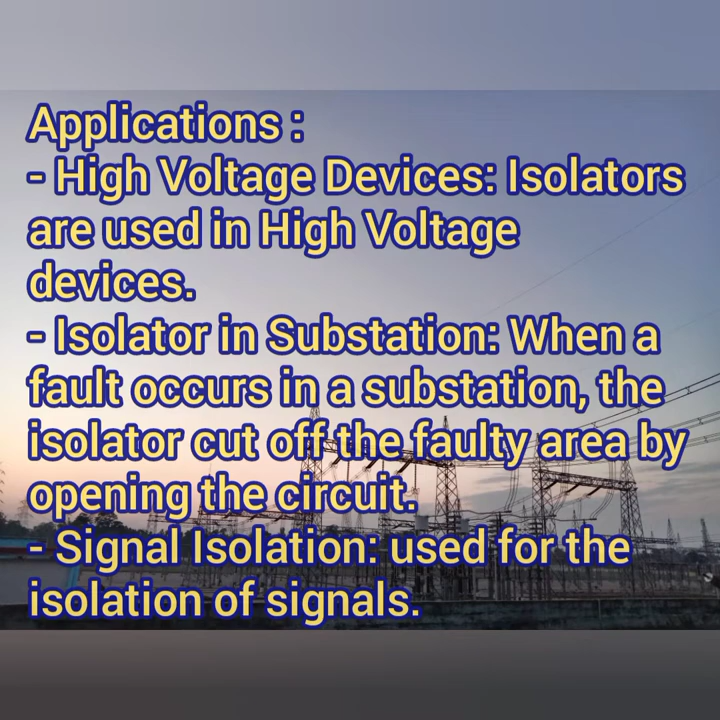 Applications :
- High Voltage Devices: Isolators
are used in High Voltage
devices.
- Isolator in Substation: When a
fault occurs in a substation, the
isolator cut off the faulty area by
opening the circuit.
- Signal Isolation: used for the
isolation of signals.